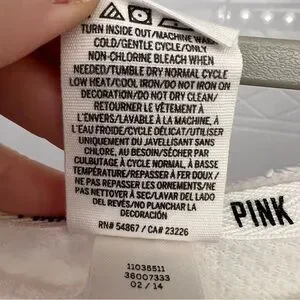 TURN INSIDE OUT/MACHINE WASH
COLD/GENTLE CYCLE/ONLY
NON-CHLORINE BLEACH WHEN
NEEDED/TUMBLE DRY NORMAL CYCLE
LOW HEAT/COOL IRON/DO NOT IRON ON
DECORATION/DO NOT DRY CLEAN/
RETOURNER LE VÊTEMENT À
L'ENVERS/LAVABLE À LA MACHINE, À
L'EAU FROIDE/CYCLE DÉLICAT/UTILISER
UNIQUEMENT DU JAVELLISANT SANS
CHLORE, AU BESOIN/SÉCHER PAR
CULBUTAGE À CYCLE NORMAL, À BASSE
TEMPÉRATURE/REPASSER À FER DOUX /
NE PAS REPASSER LES ORNEMENTS/NE
PAS NETTOYER À SEC/LAVAR DEL LADO
DEL REVÉS/NO PLANCHAR LA
DECORACIÓN
RN# 54867 / CA# 23226
PINK
11035511
36007333
02 / 14